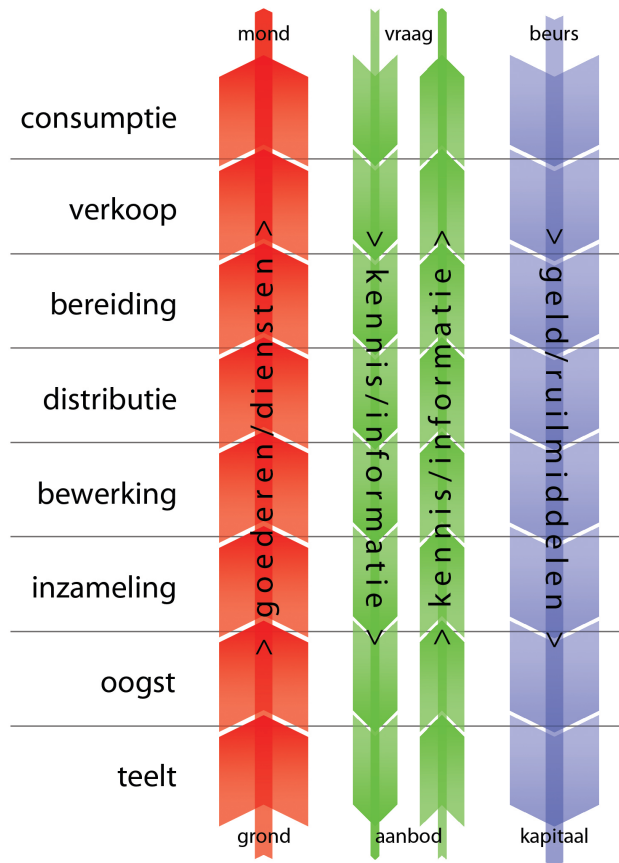 mond
vraag
beurs
consumptie
verkoop
bereiding
distributie
bewerking
inzameling
oogst
teelt
> goederen/diensten >
> kennis/informatie >
> kennis/informatie >
> geld/ruilmiddelen >
grond
aanbod
kapitaal